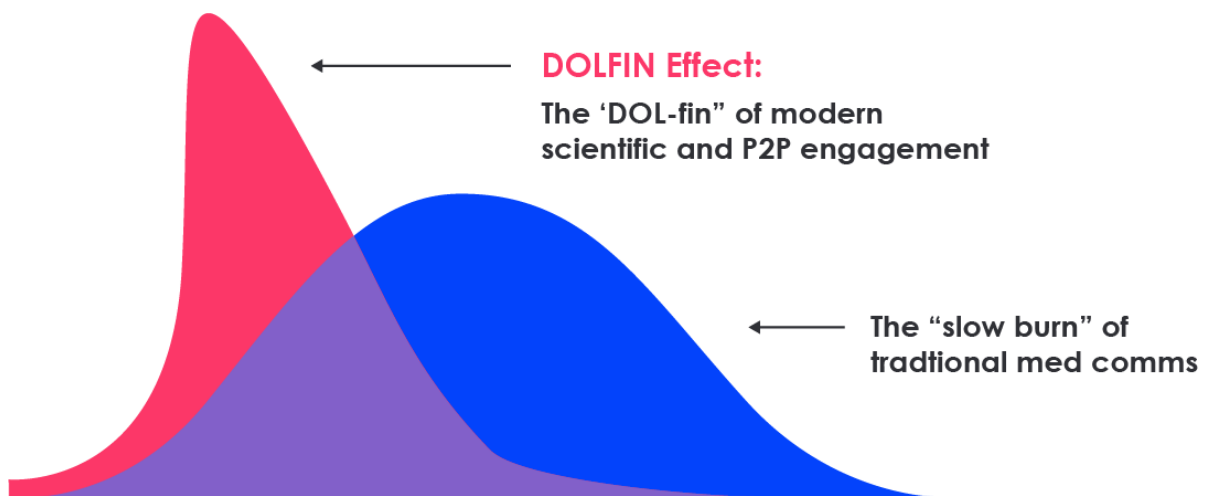 DOLFIN Effect:
The ‘DOL-fin” of modern
scientific and P2P engagement
The “slow burn” of
tradtional med comms